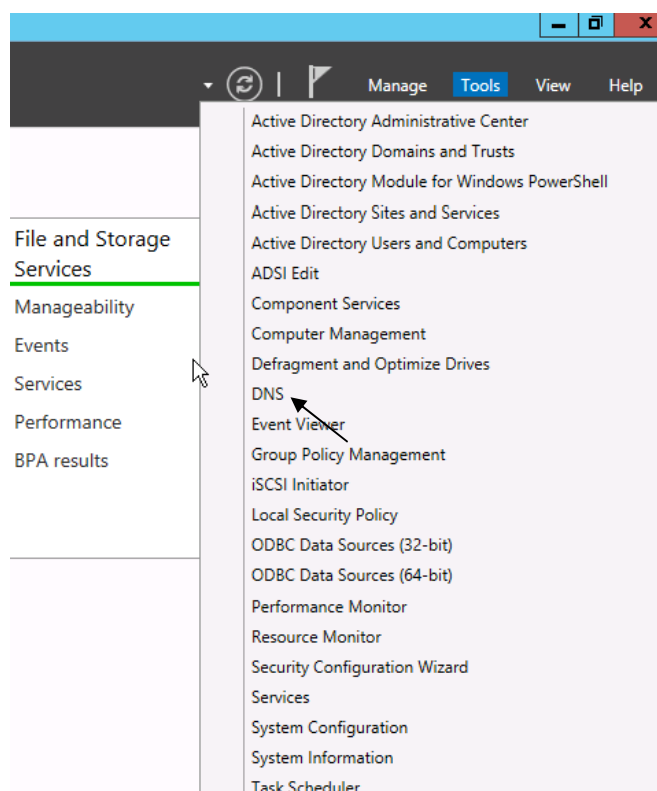 Manage Tools View Help
File and Storage
Services
Manageability
Events
Services
Performance
BPA results
Active Directory Administrative Center
Active Directory Domains and Trusts
Active Directory Module for Windows PowerShell
Active Directory Sites and Services
Active Directory Users and Computers
ADSI Edit
Component Services
Computer Management
Defragment and Optimize Drives
DNS
Event Viewer
Group Policy Management
iSCSI Initiator
Local Security Policy
ODBC Data Sources (32-bit)
ODBC Data Sources (64-bit)
Performance Monitor
Resource Monitor
Security Configuration Wizard
Services
System Configuration
System Information
Task Scheduler